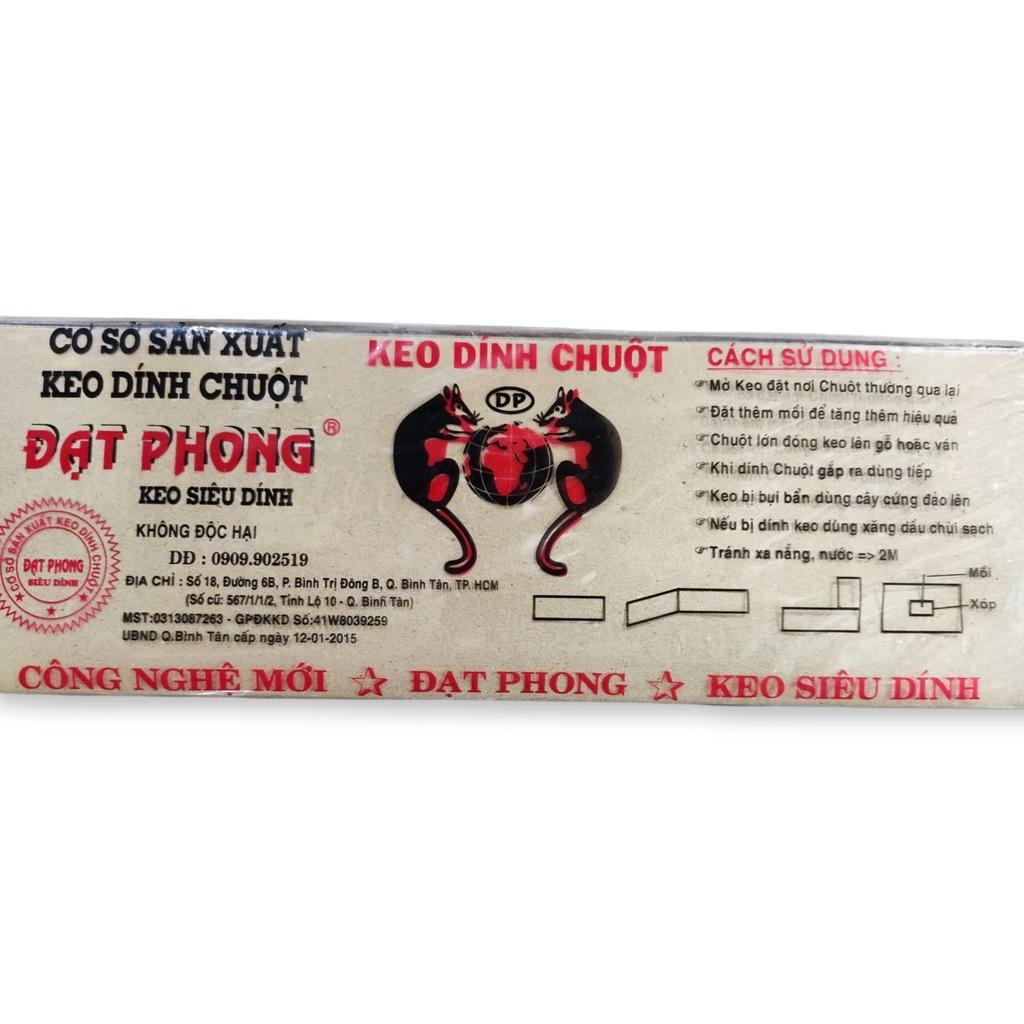 CƠ SỞ SẢN XUẤT
KEO DÍNH CHUỘT
ĐẠT PHONG ®
KEO SIÊU DÍNH
KHÔNG ĐỘC HẠI
DĐ : 0909.902519
ĐỊA CHỈ : Số 18, Đường 6B, P. Bình Trị Đông B, Q. Bình Tân, TP. HCM
(Số cũ: 567/1/1/2, Tỉnh Lộ 10 - Q. Bình Tân)
MST:0313087263 - GPĐKKD Số:41W8039259
UBND Q.Bình Tân cấp ngày 12-01-2015
CƠ SỞ SẢN XUẤT KEO DÍNH CHUỘT
ĐẠT PHONG
SIÊU DÍNH
KEO DÍNH CHUỘT
DP
CÁCH SỬ DỤNG :
Mở Keo đặt nơi Chuột thường qua lại
Đặt thêm mồi để tăng thêm hiệu quả
Chuột lớn đóng keo lên gỗ hoặc ván
Khi dính Chuột gắp ra dùng tiếp
Keo bị bụi bẩn dùng cây cứng đảo lên
Nếu bị dính keo dùng xăng dầu chùi sạch
Tránh xa nắng, nước => 2M
Mồi
Xốp
CÔNG NGHỆ MỚI ☆ ĐẠT PHONG ☆ KEO SIÊU DÍNH